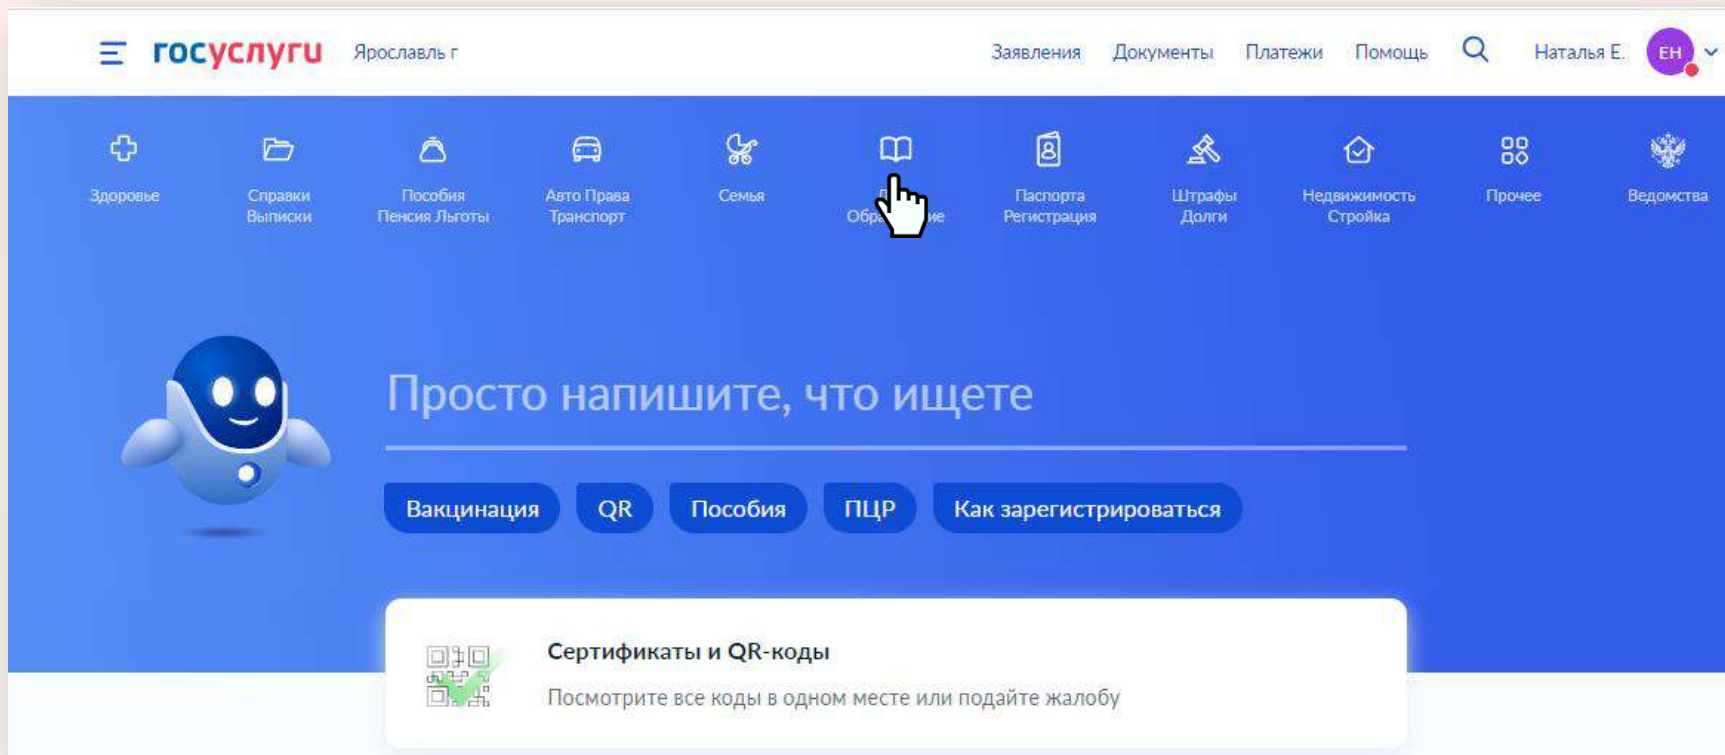 госуслуги Ярославль г Заявления Документы Платежи Помощь Наталья Е. ЕН
Здоровье
Справки
Выписки
Пособия
Пенсия Льготы
Авто Права
Транспорт
Семья
Паспорта
Регистрация
Штрафы
Долги
Недвижимость
Стройка
Прочее
Ведомства
Просто напишите, что ищете
Вакцинация QR Пособия ПЦР Как зарегистрироваться
Сертификаты и QR-коды
Посмотрите все коды в одном месте или подайте жалобу